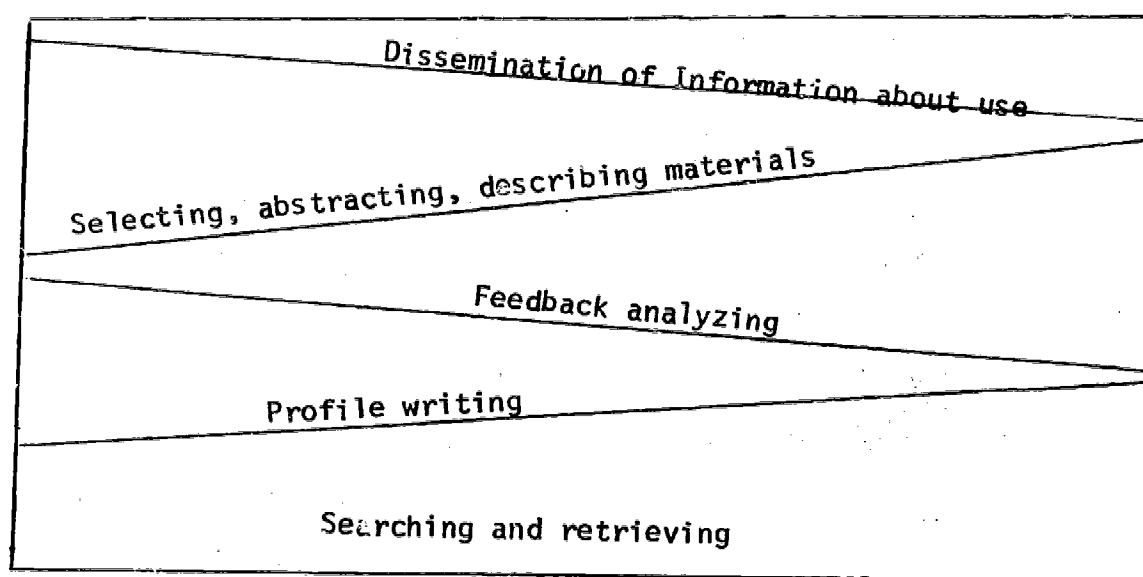 Dissemination of Information about use
Selecting, abstracting, describing materials
Feedback analyzing
Profile writing
Searching and retrieving